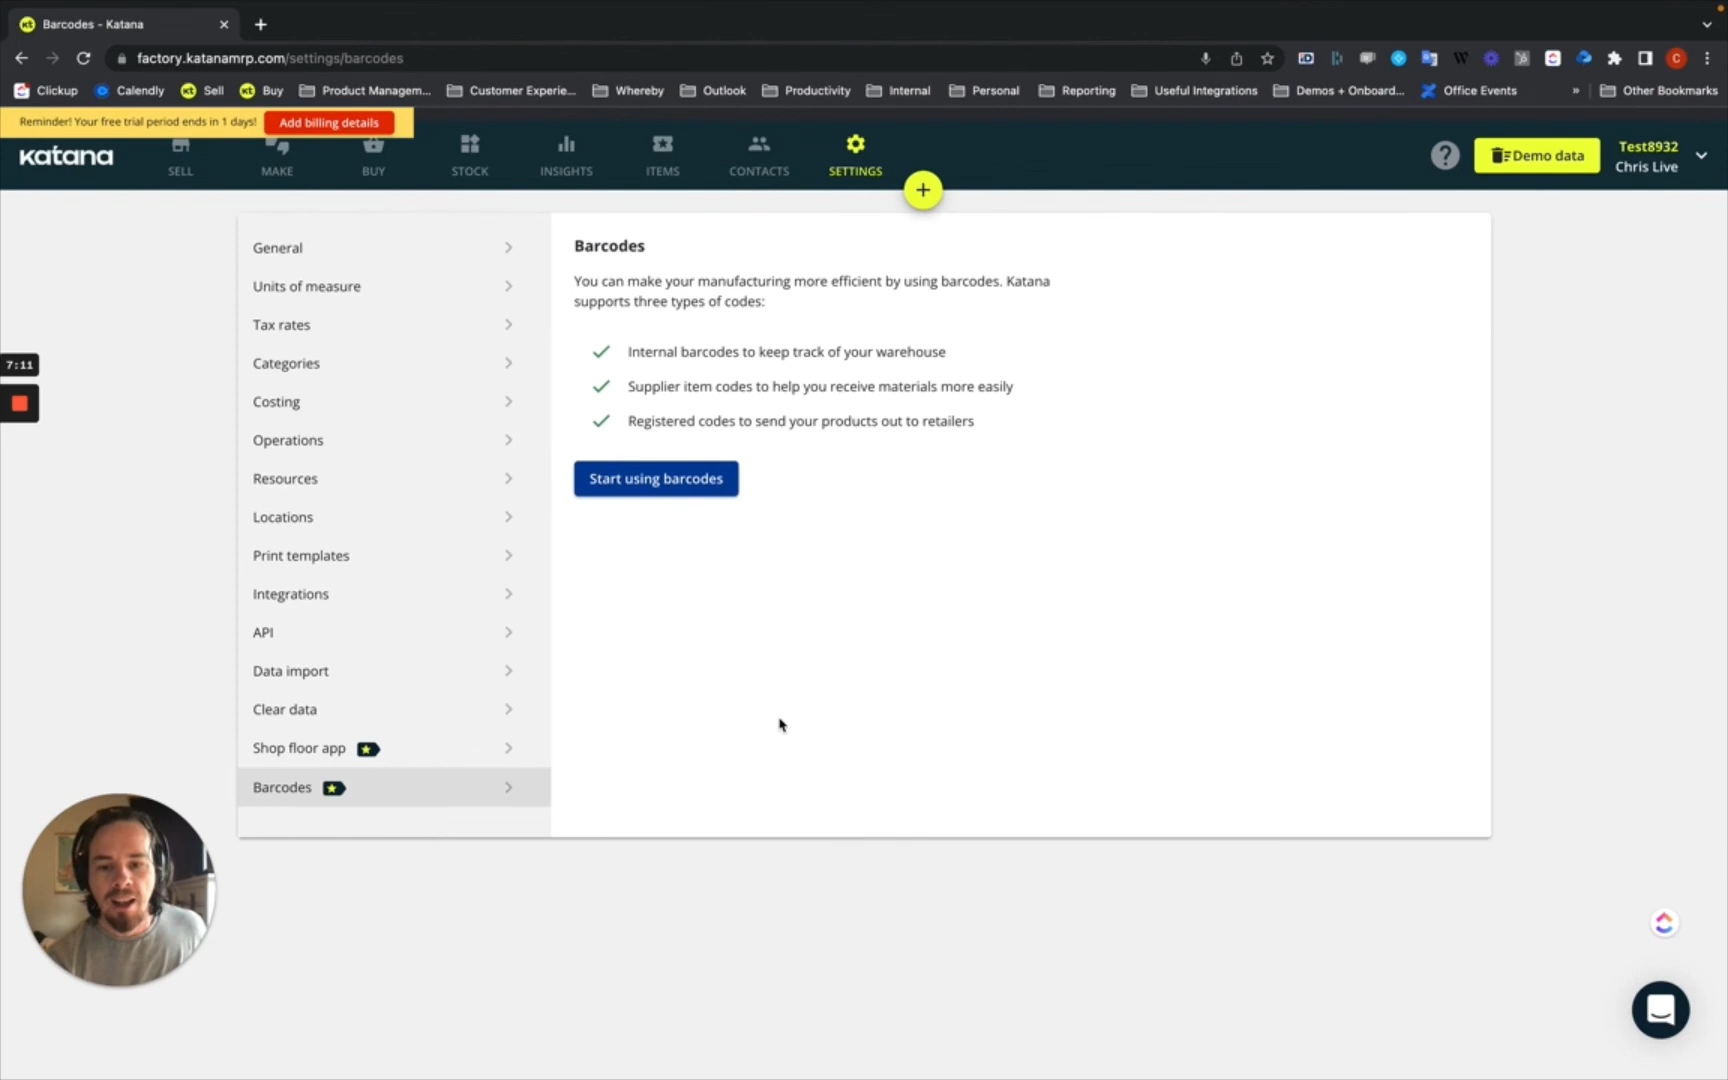 Barcodes - Katana
factory.katanamrp.com/settings/barcodes
Clickup
Calendly
Sell
Buy
Product Managem...
Customer Experie...
Whereby
Outlook
Productivity
Internal
Personal
Reporting
Useful Integrations
Demos + Onboard...
Office Events
»
Other Bookmarks
Reminder! Your free trial period ends in 1 days!
Add billing details
katana
SELL
MAKE
BUY
STOCK
INSIGHTS
ITEMS
CONTACTS
SETTINGS
Demo data
Test8932
Chris Live
General
Units of measure
Tax rates
Categories
Costing
Operations
Resources
Locations
Print templates
Integrations
API
Data import
Clear data
Shop floor app
Barcodes
Barcodes
You can make your manufacturing more efficient by using barcodes. Katana
supports three types of codes:
Internal barcodes to keep track of your warehouse
Supplier item codes to help you receive materials more easily
Registered codes to send your products out to retailers
Start using barcodes
7:11